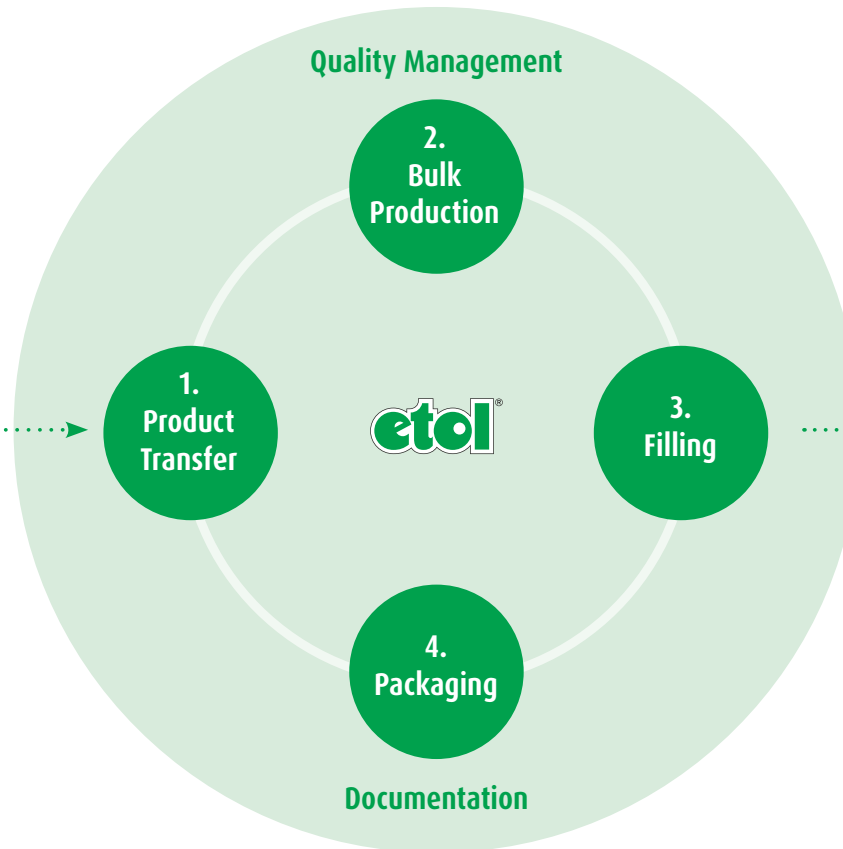 Quality Management
2.
Bulk
Production
1.
Product
Transfer
etol®
3.
Filling
4.
Packaging
Documentation